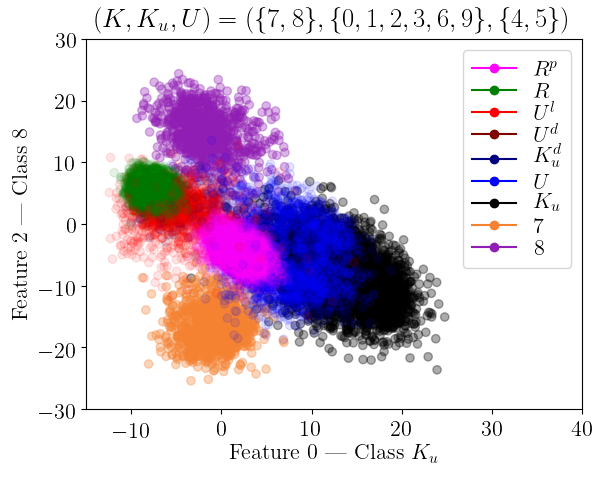 (K, K_u, U) = ({7, 8}, {0, 1, 2, 3, 6, 9}, {4, 5})
30
20
10
0
−10
−20
−30
Feature 2 — Class 8
R^p
R
U^l
U^d
K_u^d
U
K_u
7
8
−10 0 10 20 30 40
Feature 0 — Class K_u